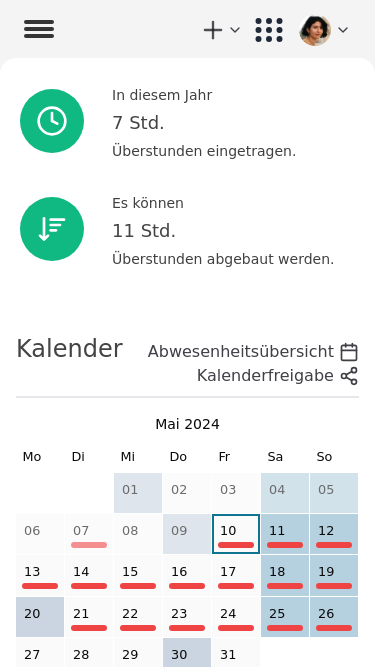 In diesem Jahr
7 Std.
Überstunden eingetragen.
Es können
11 Std.
Überstunden abgebaut werden.
Kalender
Abwesenheitsübersicht
Kalenderfreigabe
Mai 2024
Mo Di Mi Do Fr Sa So
01 02 03 04 05
06 07 08 09 10 11 12
13 14 15 16 17 18 19
20 21 22 23 24 25 26
27 28 29 30 31